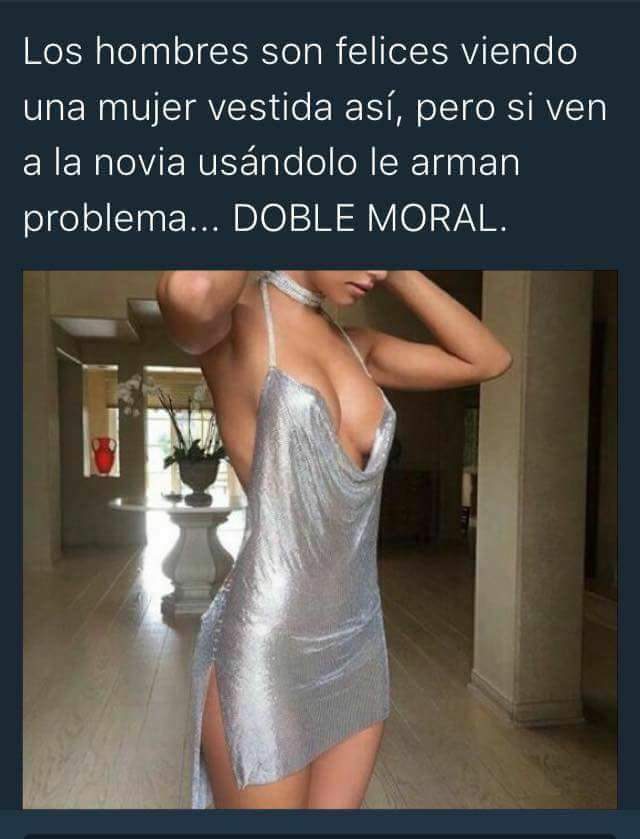 Los hombres son felices viendo
una mujer vestida así, pero si ven
a la novia usándolo le arman
problema... DOBLE MORAL.